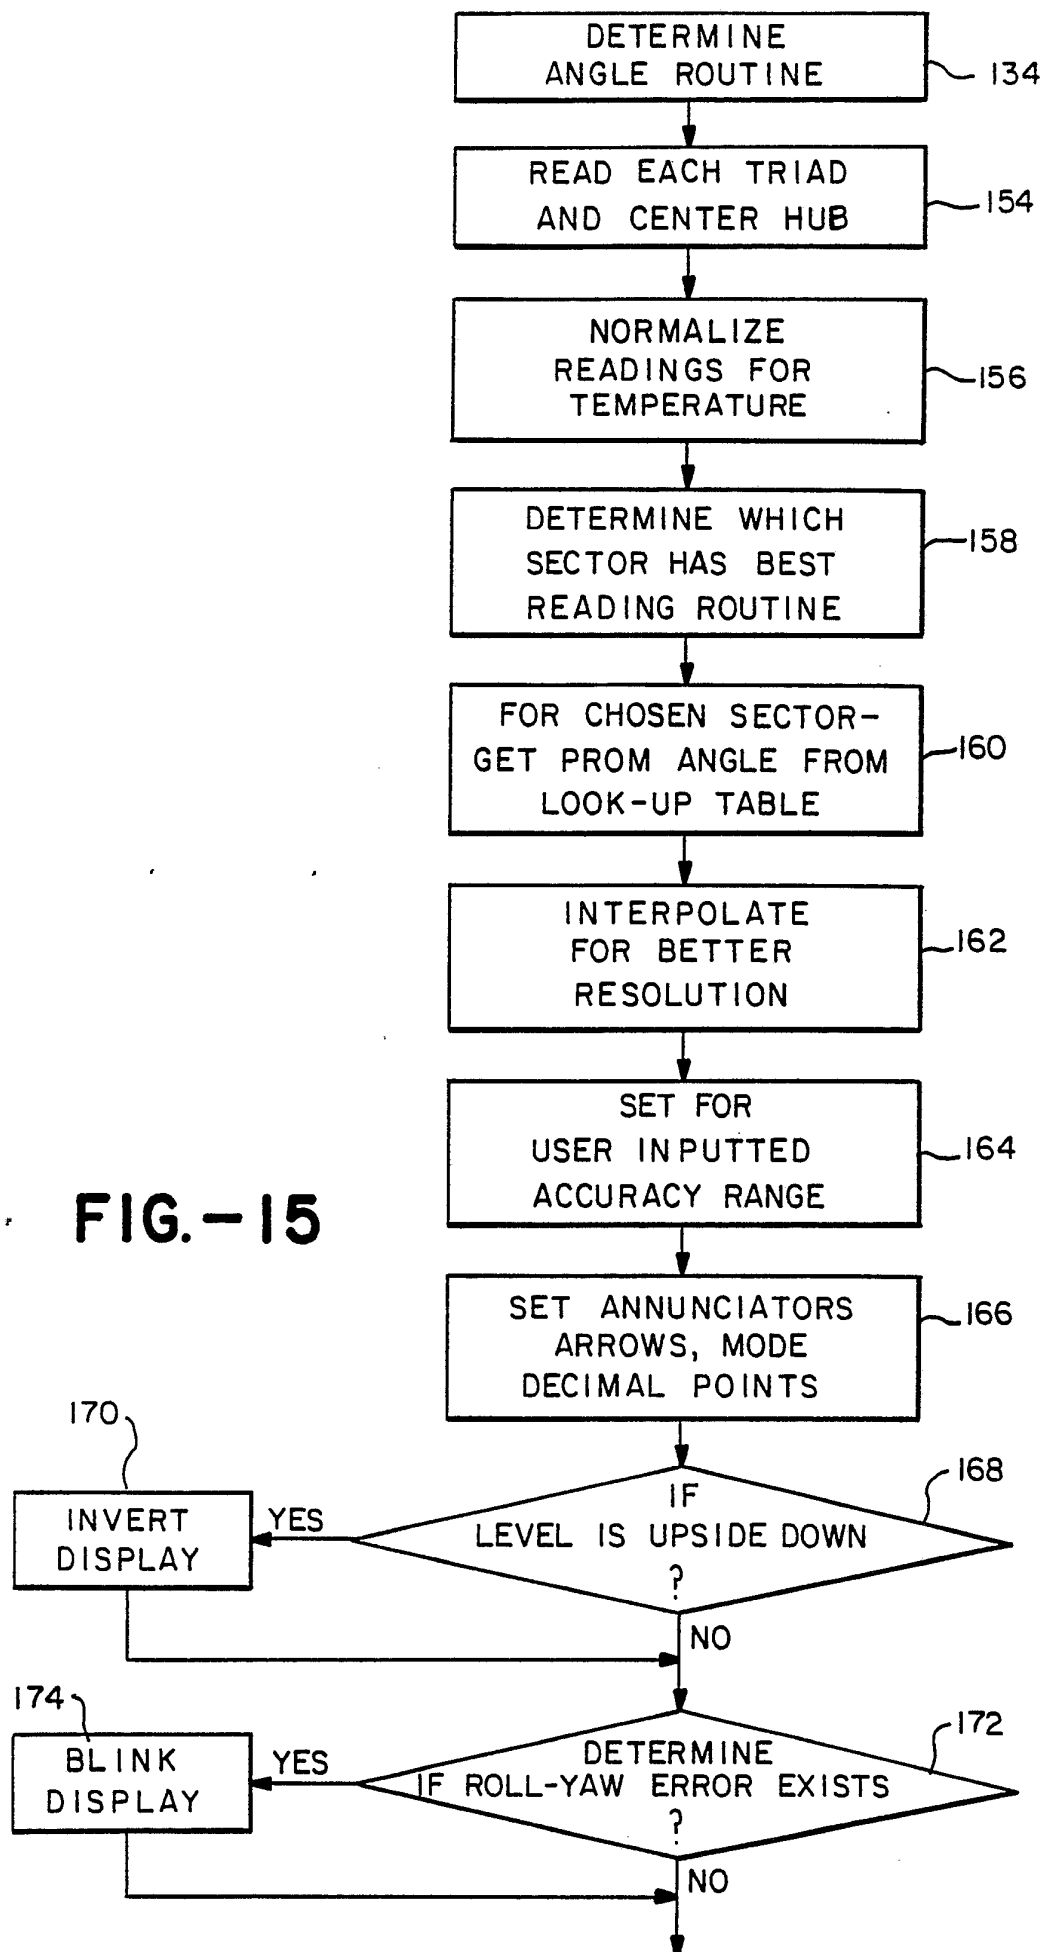 DETERMINE
ANGLE ROUTINE
134
READ EACH TRIAD
AND CENTER HUB
154
NORMALIZE
READINGS FOR
TEMPERATURE
156
DETERMINE WHICH
SECTOR HAS BEST
READING ROUTINE
158
FOR CHOSEN SECTOR-
GET PROM ANGLE FROM
LOOK-UP TABLE
160
INTERPOLATE
FOR BETTER
RESOLUTION
162
SET FOR
USER INPUTTED
ACCURACY RANGE
164
FIG.-15
SET ANNUNCIATORS
ARROWS, MODE
DECIMAL POINTS
166
170
INVERT
DISPLAY
YES
IF
LEVEL IS UPSIDE DOWN
?
168
NO
174
BLINK
DISPLAY
YES
DETERMINE
IF ROLL-YAW ERROR EXISTS
?
172
NO